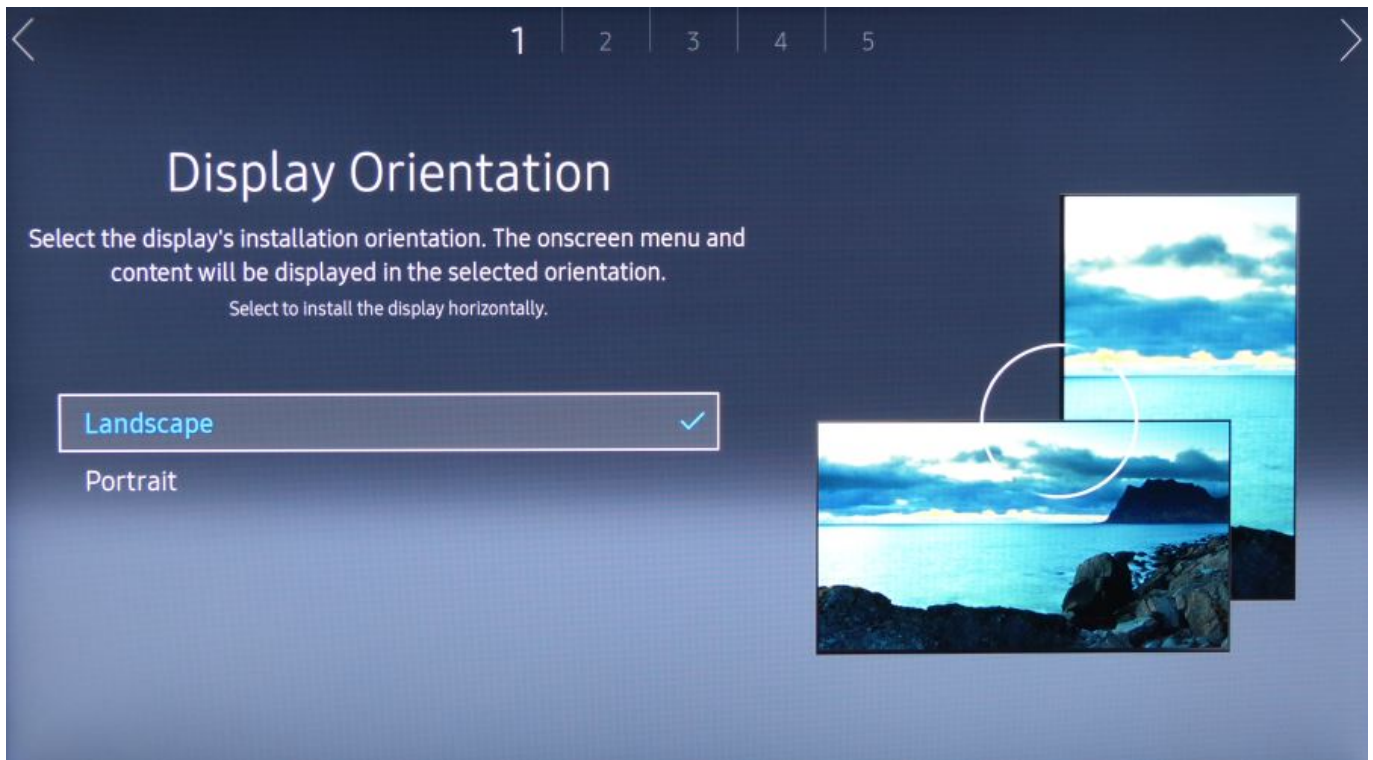 1 2 3 4 5
Display Orientation
Select the display's installation orientation. The onscreen menu and
content will be displayed in the selected orientation.
Select to install the display horizontally.
Landscape
Portrait